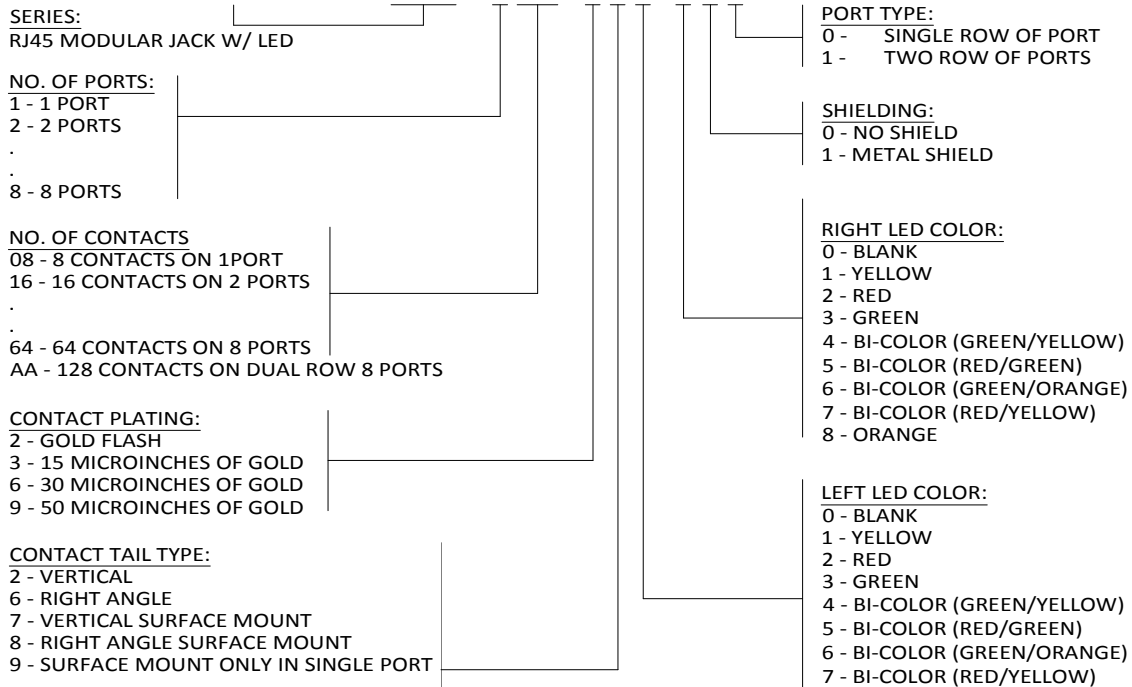 SERIES:
RJ45 MODULAR JACK W/ LED
NO. OF PORTS:
1 - 1 PORT
2 - 2 PORTS
.
.
8 - 8 PORTS
NO. OF CONTACTS
08 - 8 CONTACTS ON 1PORT
16 - 16 CONTACTS ON 2 PORTS
.
.
64 - 64 CONTACTS ON 8 PORTS
AA - 128 CONTACTS ON DUAL ROW 8 PORTS
CONTACT PLATING:
2 - GOLD FLASH
3 - 15 MICROINCHES OF GOLD
6 - 30 MICROINCHES OF GOLD
9 - 50 MICROINCHES OF GOLD
CONTACT TAIL TYPE:
2 - VERTICAL
6 - RIGHT ANGLE
7 - VERTICAL SURFACE MOUNT
8 - RIGHT ANGLE SURFACE MOUNT
9 - SURFACE MOUNT ONLY IN SINGLE PORT
PORT TYPE:
0 - SINGLE ROW OF PORT
1 - TWO ROW OF PORTS
SHIELDING:
0 - NO SHIELD
1 - METAL SHIELD
RIGHT LED COLOR:
0 - BLANK
1 - YELLOW
2 - RED
3 - GREEN
4 - BI-COLOR (GREEN/YELLOW)
5 - BI-COLOR (RED/GREEN)
6 - BI-COLOR (GREEN/ORANGE)
7 - BI-COLOR (RED/YELLOW)
8 - ORANGE
LEFT LED COLOR:
0 - BLANK
1 - YELLOW
2 - RED
3 - GREEN
4 - BI-COLOR (GREEN/YELLOW)
5 - BI-COLOR (RED/GREEN)
6 - BI-COLOR (GREEN/ORANGE)
7 - BI-COLOR (RED/YELLOW)